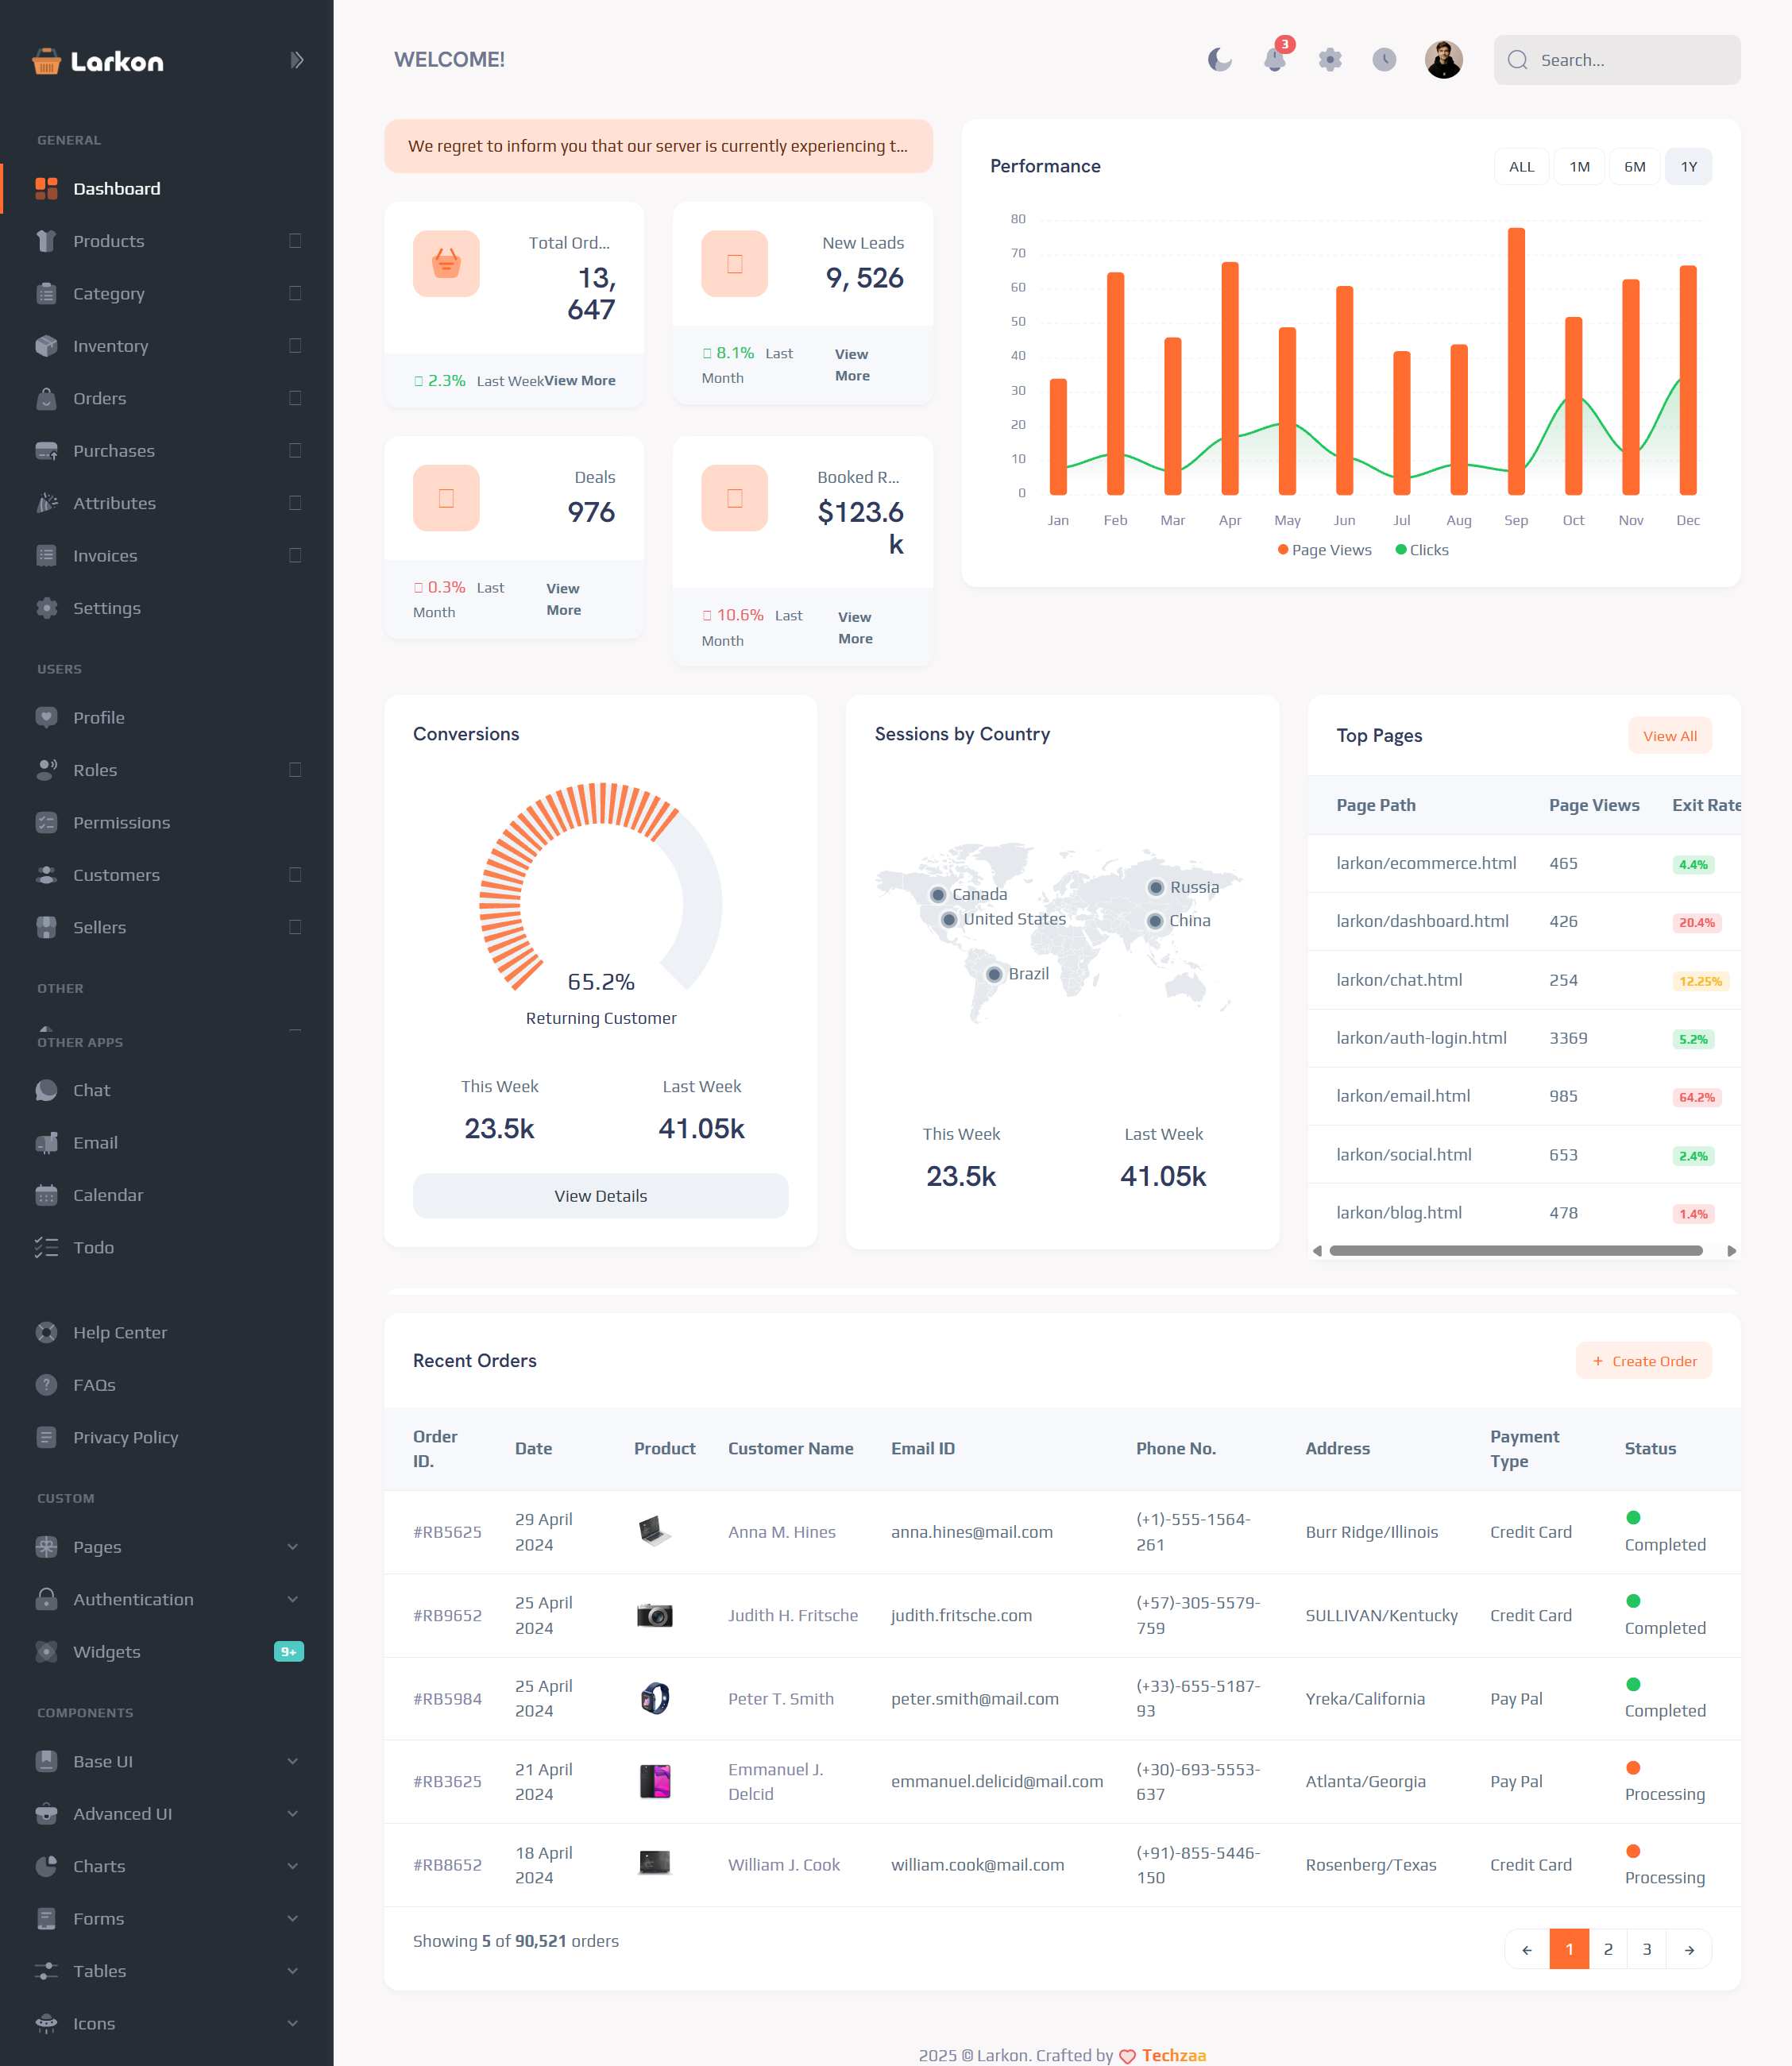 Larkon
GENERAL
Dashboard
Products
Category
Inventory
Orders
Purchases
Attributes
Invoices
Settings
USERS
Profile
Roles
Permissions
Customers
Sellers
OTHER
OTHER APPS
Chat
Email
Calendar
Todo
Help Center
FAQs
Privacy Policy
CUSTOM
Pages
Authentication
Widgets 9+
COMPONENTS
Base UI
Advanced UI
Charts
Forms
Tables
Icons
WELCOME!
3
Search...
We regret to inform you that our server is currently experiencing t...
Total Ord...
13,
647
2.3% Last Week View More
New Leads
9, 526
8.1% Last
Month
View
More
Deals
976
0.3% Last
Month
View
More
Booked R...
$123.6
k
10.6% Last
Month
View
More
Performance
ALL 1M 6M 1Y
80
70
60
50
40
30
20
10
0
Jan Feb Mar Apr May Jun Jul Aug Sep Oct Nov Dec
Page Views Clicks
Conversions
65.2%
Returning Customer
This Week Last Week
23.5k 41.05k
View Details
Sessions by Country
Canada
Russia
United States
China
Brazil
This Week Last Week
23.5k 41.05k
Top Pages View All
Page Path Page Views Exit Rate
larkon/ecommerce.html 465 4.4%
larkon/dashboard.html 426 20.4%
larkon/chat.html 254 12.25%
larkon/auth-login.html 3369 5.2%
larkon/email.html 985 64.2%
larkon/social.html 653 2.4%
larkon/blog.html 478 1.4%
Recent Orders + Create Order
Order
ID.
Date Product Customer Name Email ID Phone No. Address
Payment
Type
Status
#RB5625
29 April
2024
Anna M. Hines anna.hines@mail.com
(+1)-555-1564-
261
Burr Ridge/Illinois Credit Card
Completed
#RB9652
25 April
2024
Judith H. Fritsche judith.fritsche.com
(+57)-305-5579-
759
SULLIVAN/Kentucky Credit Card
Completed
#RB5984
25 April
2024
Peter T. Smith peter.smith@mail.com
(+33)-655-5187-
93
Yreka/California Pay Pal
Completed
#RB3625
21 April
2024
Emmanuel J.
Delcid
emmanuel.delicid@mail.com
(+30)-693-5553-
637
Atlanta/Georgia Pay Pal
Processing
#RB8652
18 April
2024
William J. Cook william.cook@mail.com
(+91)-855-5446-
150
Rosenberg/Texas Credit Card
Processing
Showing 5 of 90,521 orders
← 1 2 3 →
2025 © Larkon. Crafted by Techzaa